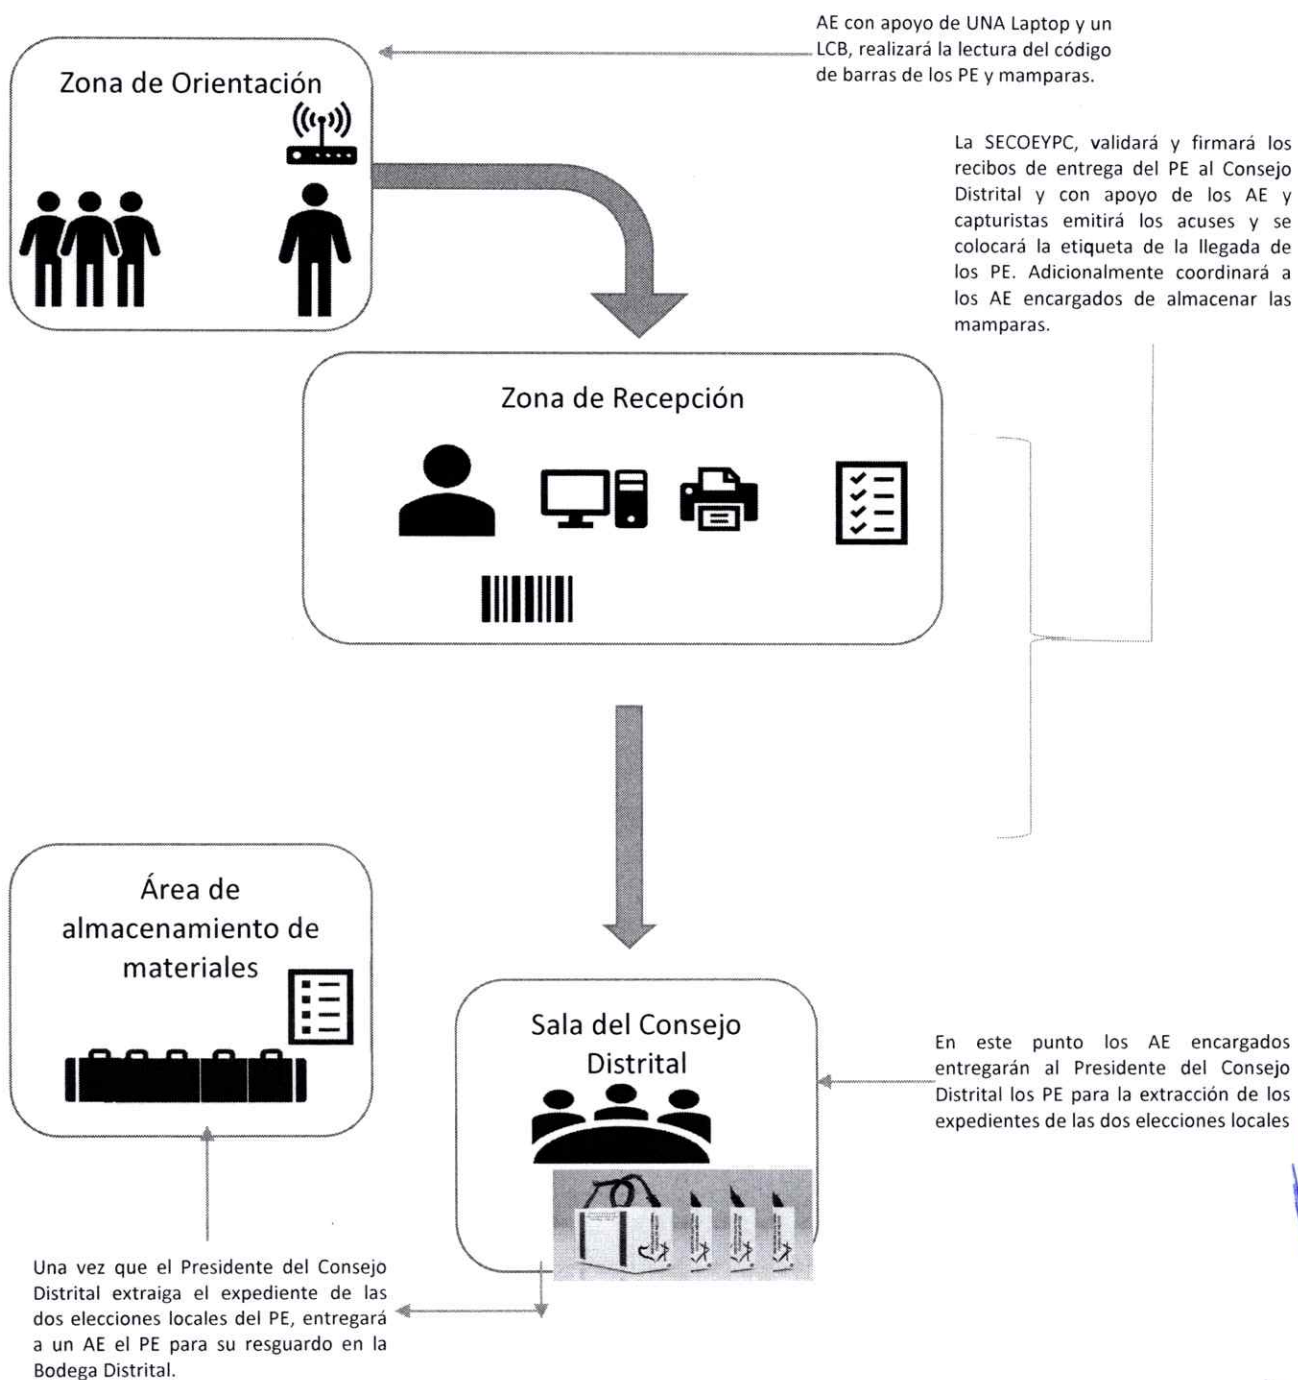 AE con apoyo de UNA Laptop y un
LCB, realizará la lectura del código
de barras de los PE y mamparas.
Zona de Orientación
La SECOEYPC, validará y firmará los
recibos de entrega del PE al Consejo
Distrital y con apoyo de los AE y
capturistas emitirá los acuses y se
colocará la etiqueta de la llegada de
los PE. Adicionalmente coordinará a
los AE encargados de almacenar las
mamparas.
Zona de Recepción
Área de
almacenamiento de
materiales
Sala del Consejo
Distrital
En este punto los AE encargados
entregarán al Presidente del Consejo
Distrital los PE para la extracción de los
expedientes de las dos elecciones locales
Una vez que el Presidente del Consejo
Distrital extraiga el expediente de las
dos elecciones locales del PE, entregará
a un AE el PE para su resguardo en la
Bodega Distrital.